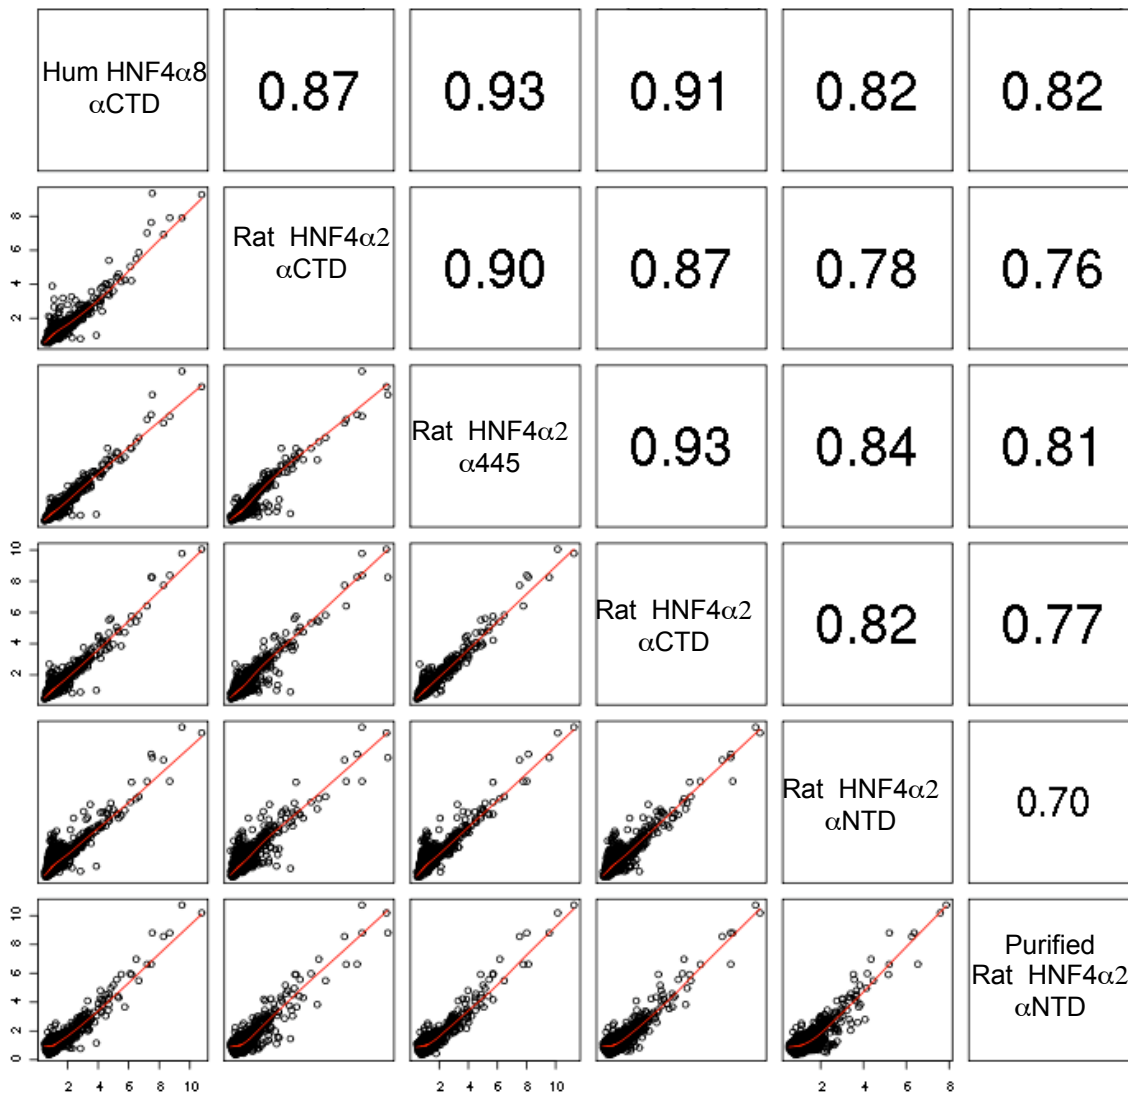 Hum HNF4α8
αCTD
0.87
0.93
0.91
0.82
0.82
Rat HNF4α2
αCTD
0.90
0.87
0.78
0.76
8
6
4
2
Rat HNF4α2
α445
0.93
0.84
0.81
Rat HNF4α2
αCTD
0.82
0.77
10
8
6
4
2
Rat HNF4α2
αNTD
0.70
Purified
Rat HNF4α2
αNTD
10
8
6
4
2
0
2 4 6 8 10
2 4 6 8 10
2 4 6 8